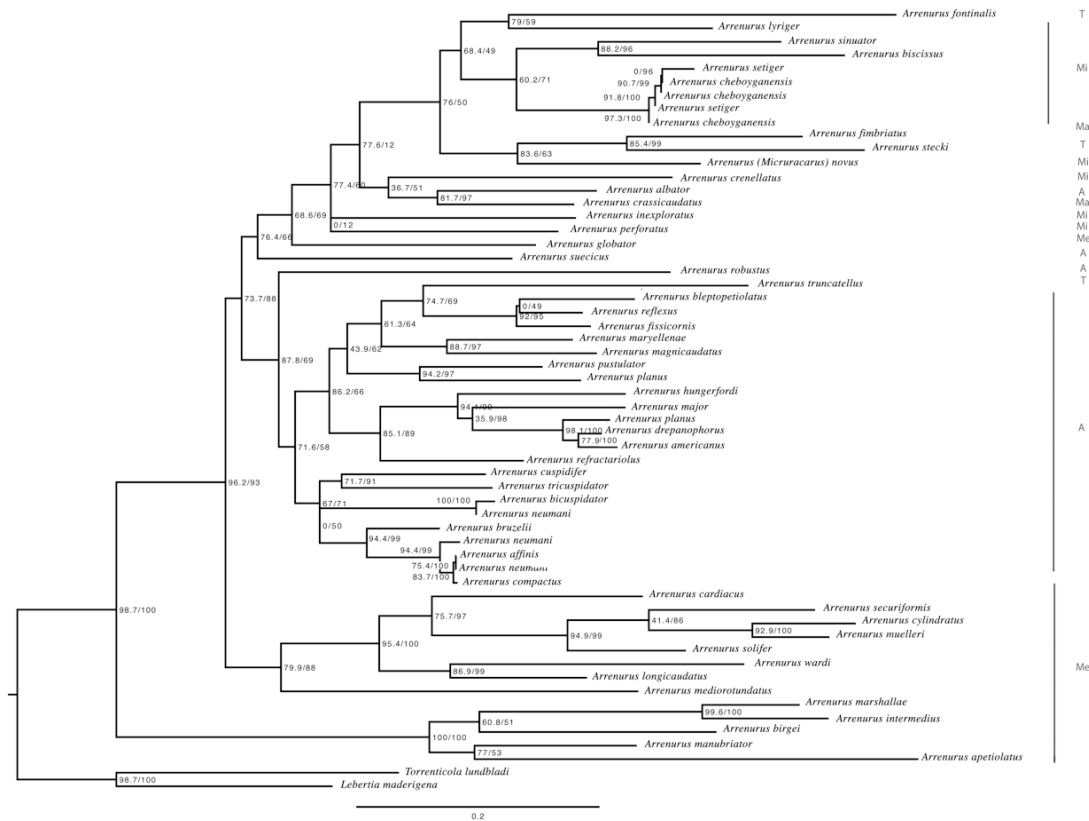 Arrenurus fontinalis T
79/59
Arrenurus lyriger
68.4/49
Arrenurus sinuator
88.2/96
Arrenurus biscissus
0/96 Arrenurus setiger Mi
60.2/71
90.7/99 Arrenurus cheboyganensis
91.8/100 Arrenurus cheboyganensis
76/50
Arrenurus setiger
97.3/100 Arrenurus cheboyganensis
Ma
Arrenurus fimbriatus
77.6/12 85.4/99 T
Arrenurus stecki
83.6/63
Arrenurus (Micruracarus) novus Mi
Arrenurus crenellatus Mi
77.4/60
36.7/51 Arrenurus albator A
81.7/97
Arrenurus crassicaudatus Ma
68.6/69 Arrenurus inexploratus Mi
0/12
Arrenurus perforatus Mi
76.4/66
Arrenurus globator Me
Arrenurus suecicus A
Arrenurus robustus A
T
Arrenurus truncatellus
73.7/88
74.7/69 Arrenurus bleptopetiolatus
0/49
Arrenurus reflexus
92/95
61.3/64 Arrenurus fissicornis
Arrenurus maryellenae
43.9/62 88.7/97
Arrenurus magnicaudatus
87.8/69
Arrenurus pustulator
94.2/97
Arrenurus planus
86.2/66 Arrenurus hungerfordi
94.1/99 Arrenurus major
35.9/98
Arrenurus planus
98.1/100 Arrenurus drepanophorus A
85.1/89
77.9/100
Arrenurus americanus
71.6/58
Arrenurus refractariolus
Arrenurus cuspidifer
96.2/93 71.7/91
Arrenurus tricuspidator
100/100 Arrenurus bicuspidator
67/71
Arrenurus neumani
0/50 Arrenurus bruzelii
94.4/99
Arrenurus neumani
94.4/99
Arrenurus affinis
75.4/100
Arrenurus neumani
83.7/100 Arrenurus compactus
Arrenurus cardiacus
98.7/100 75.7/97 Arrenurus securiformis
41.4/86
Arrenurus cylindratus
92.9/100
94.9/99 Arrenurus muelleri
95.4/100
Arrenurus solifer
Arrenurus wardi
79.9/88 Me
86.9/99
Arrenurus longicaudatus
Arrenurus mediorotundatus
Arrenurus marshallae
99.6/100
60.8/51 Arrenurus intermedius
Arrenurus birgei
100/100
Arrenurus manubriator
77/53
Arrenurus apetiolatus
Torrenticola lundbladi
98.7/100
Lebertia maderigena
0.2